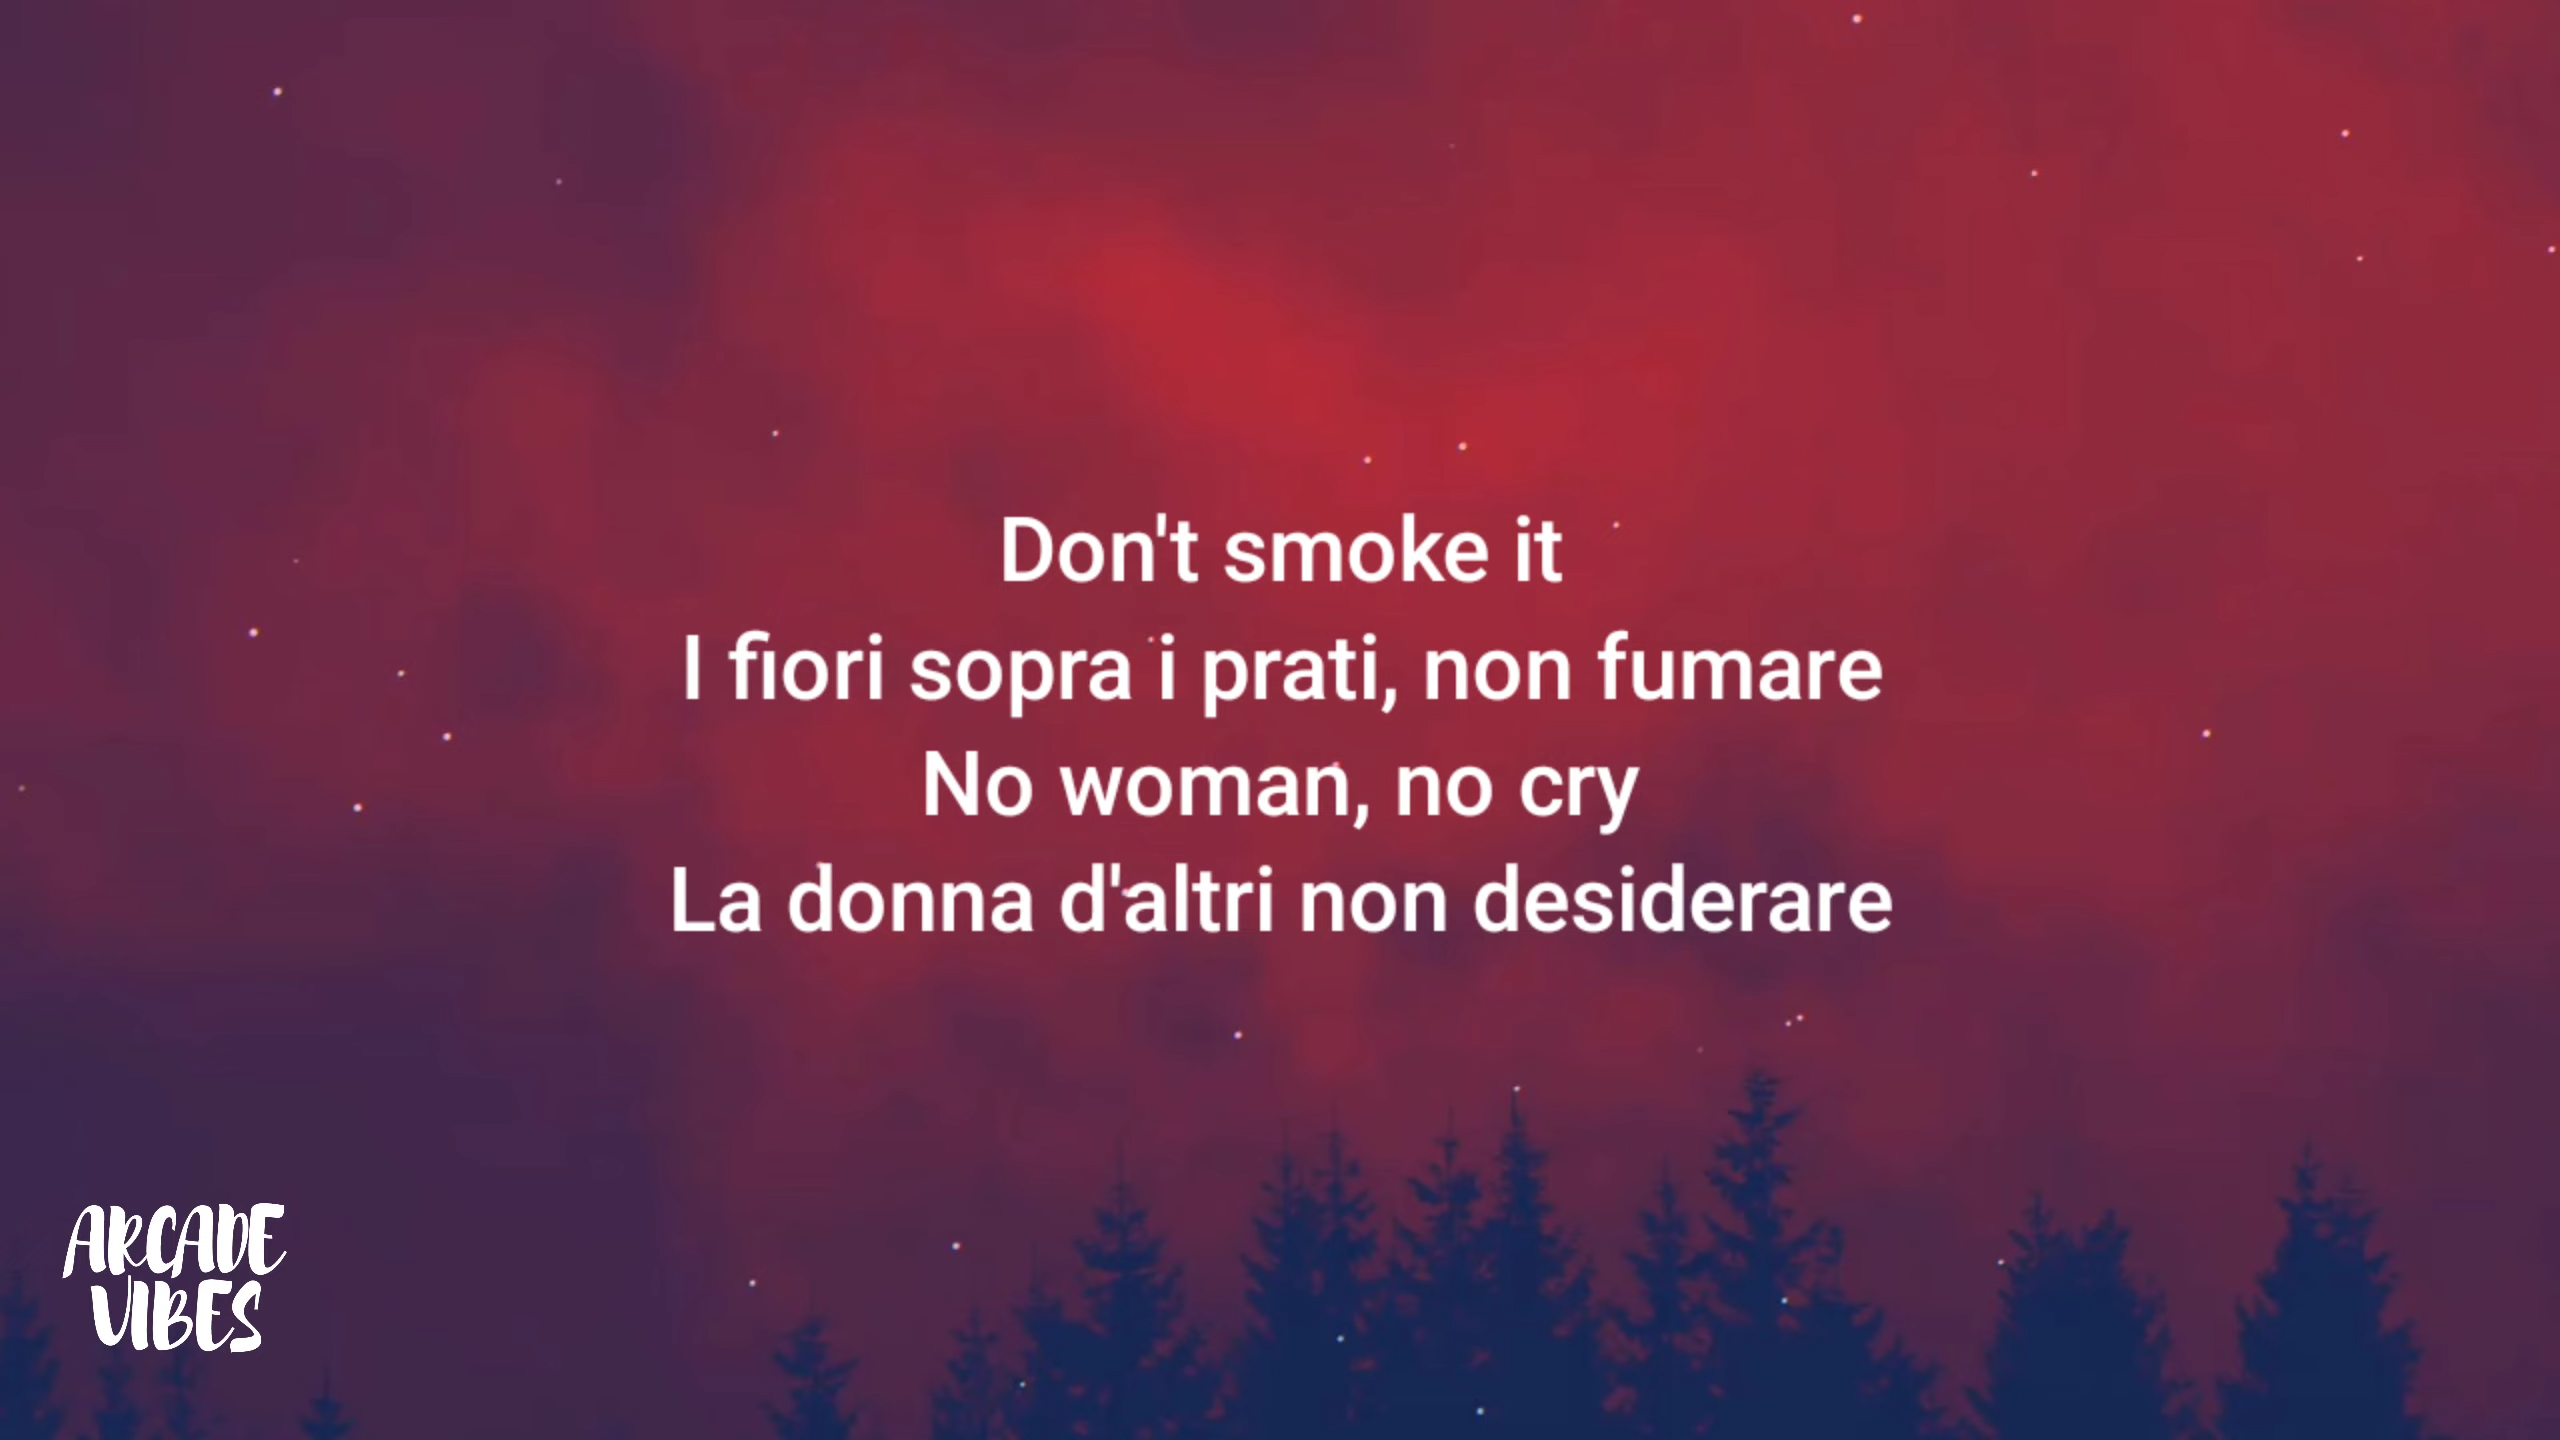 Don't smoke it
I fiori sopra i prati, non fumare
No woman, no cry
La donna d'altri non desiderare
ARCADE
VIBES